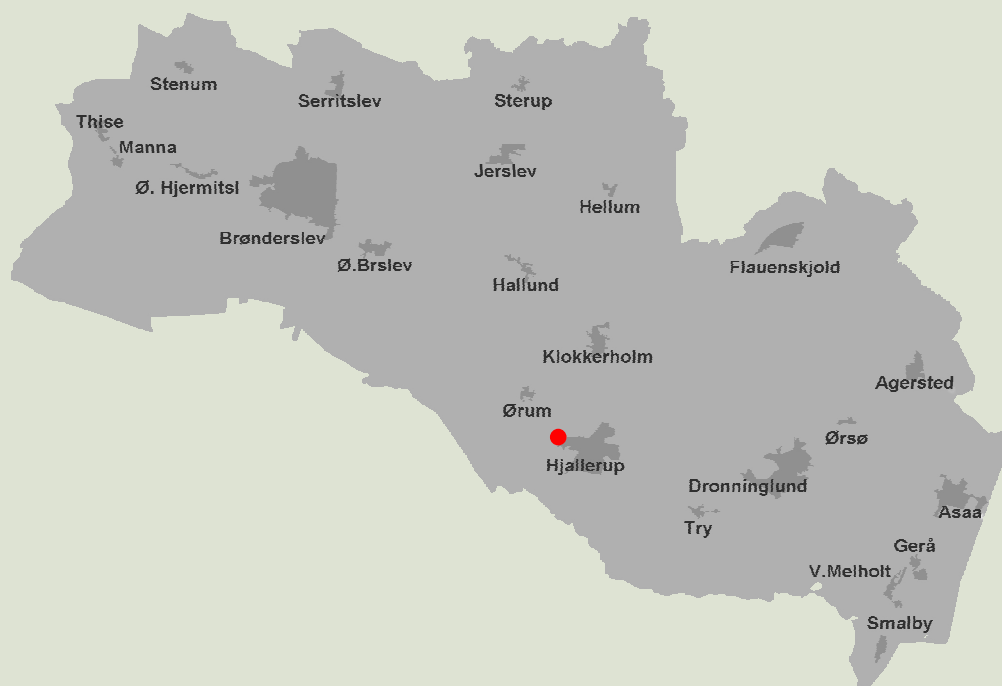 Stenum
Serritslev
Sterup
Thise
Manna
Jerslev
Ø. Hjermitsl
Hellum
Brønderslev
Ø.Brslev
Flauenskjold
Hallund
Klokkerholm
Agersted
Ørum
Ørsø
Hjallerup
Dronninglund
Asaa
Try
Gerå
V.Melholt
Smalby